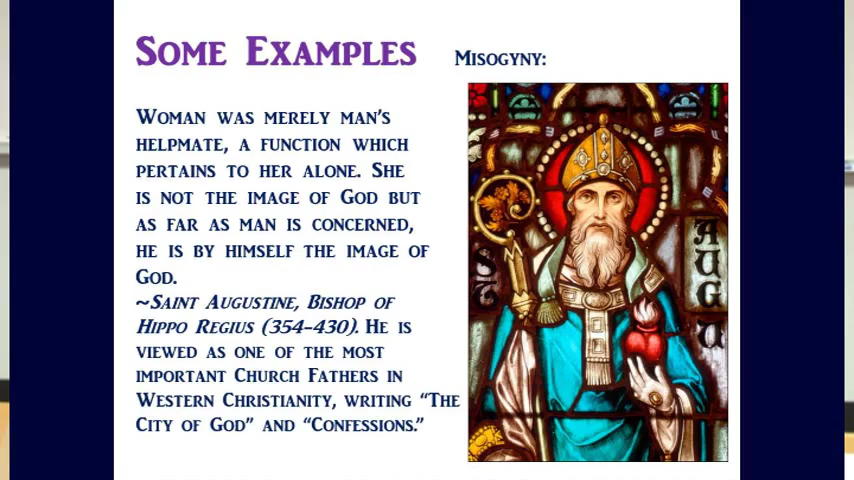 Some Examples
Misogyny:
Woman was merely man's
helpmate, a function which
pertains to her alone. She
is not the image of God but
as far as man is concerned,
he is by himself the image of
God.
~Saint Augustine, Bishop of
Hippo Regius (354-430). He is
viewed as one of the most
important Church Fathers in
Western Christianity, writing “The
City of God” and “Confessions.”
AUG